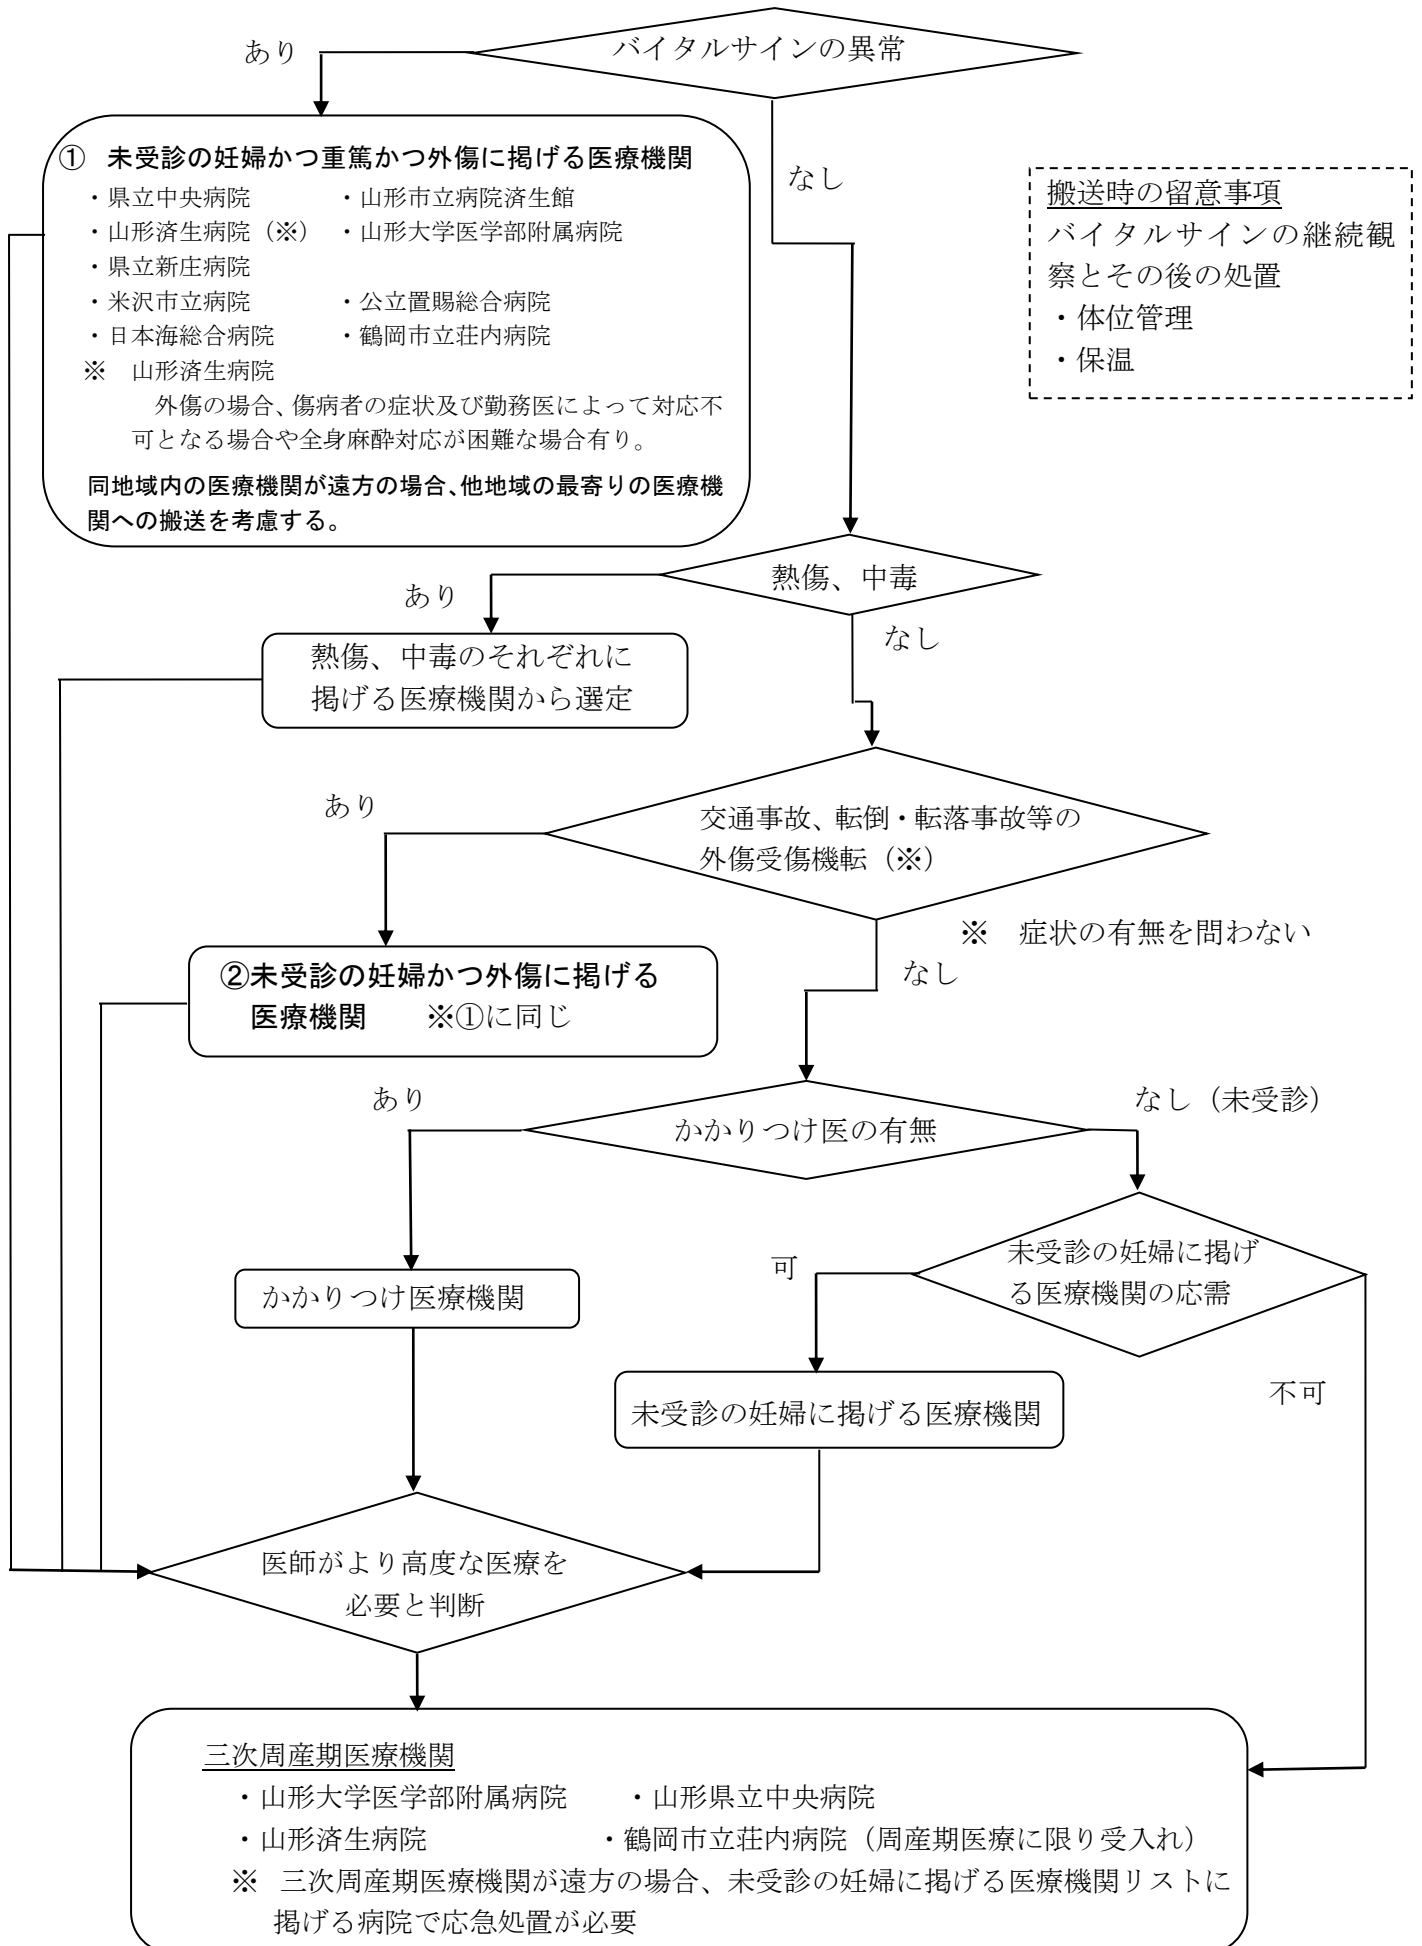 バイタルサインの異常
あり
① 未受診の妊婦かつ重篤かつ外傷に掲げる医療機関
・県立中央病院 ・山形市立病院済生館
・山形済生病院（※） ・山形大学医学部附属病院
・県立新庄病院
・米沢市立病院 ・公立置賜総合病院
・日本海総合病院 ・鶴岡市立荘内病院
※ 山形済生病院
外傷の場合、傷病者の症状及び勤務医によって対応不
可となる場合や全身麻酔対応が困難な場合有り。
同地域内の医療機関が遠方の場合、他地域の最寄りの医療機
関への搬送を考慮する。
なし
搬送時の留意事項
バイタルサインの継続観
察とその後の処置
・体位管理
・保温
熱傷、中毒
あり
なし
熱傷、中毒のそれぞれに
掲げる医療機関から選定
あり
交通事故、転倒・転落事故等の
外傷受傷機転（※）
※ 症状の有無を問わない
なし
②未受診の妊婦かつ外傷に掲げる
医療機関 ※①に同じ
あり
なし（未受診）
かかりつけ医の有無
未受診の妊婦に掲げ
る医療機関の応需
可
かかりつけ医療機関
不可
未受診の妊婦に掲げる医療機関
医師がより高度な医療を
必要と判断
三次周産期医療機関
・山形大学医学部附属病院 ・山形県立中央病院
・山形済生病院 ・鶴岡市立荘内病院（周産期医療に限り受入れ）
※ 三次周産期医療機関が遠方の場合、未受診の妊婦に掲げる医療機関リストに
掲げる病院で応急処置が必要